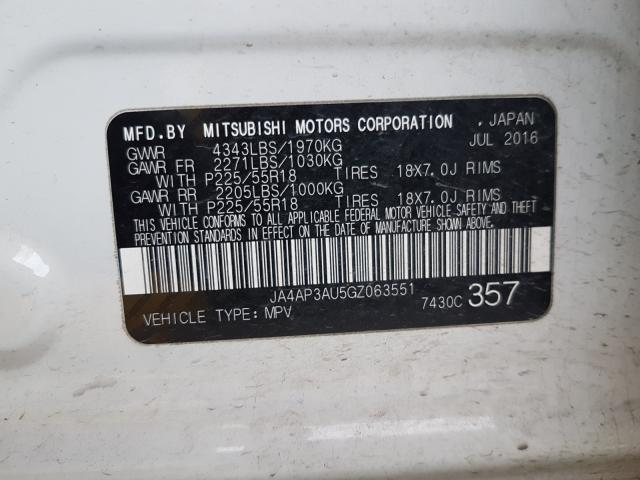 MFD.BY MITSUBISHI MOTORS CORPORATION , JAPAN
GVWR 4343LBS/1970KG JUL 2016
GAWR FR 2271LBS/1030KG
WITH P225/55R18 TIRES 18X7.0J RIMS
GAWR RR 2205LBS/1000KG
WITH P225/55R18 TIRES 18X7.0J RIMS
THIS VEHICLE CONFORMS TO ALL APPLICABLE FEDERAL MOTOR VEHICLE SAFETY AND THEFT
PREVENTION STANDARDS IN EFFECT ON THE DATE OF MANUFACTURE SHOWN ABOVE.
JA4AP3AU5GZ063551
VEHICLE TYPE: MPV 7430C 357